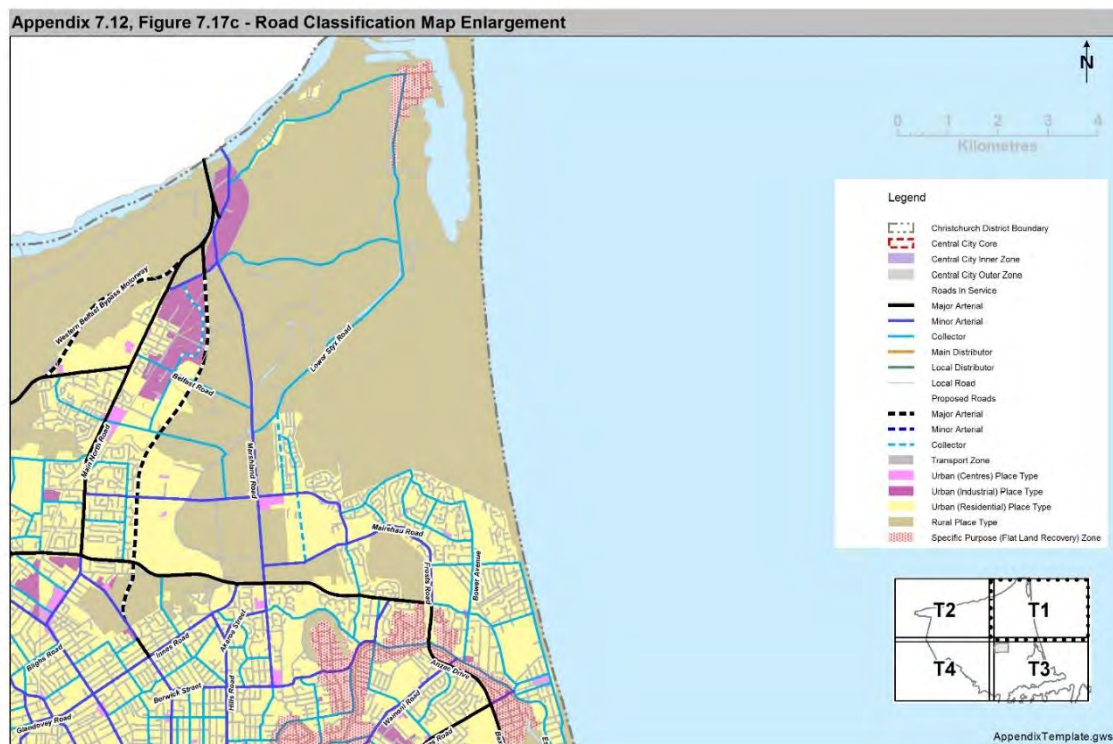 Appendix 7.12, Figure 7.17c - Road Classification Map Enlargement
N
0 1 2 3 4
Kilometres
Legend
Christchurch District Boundary
Central City Core
Central City Inner Zone
Central City Outer Zone
Roads In Service
Major Arterial
Minor Arterial
Collector
Main Distributor
Local Distributor
Local Road
Proposed Roads
Major Arterial
Minor Arterial
Collector
Transport Zone
Urban (Centres) Place Type
Urban (Industrial) Place Type
Urban (Residential) Place Type
Rural Place Type
Specific Purpose (Flat Land Recovery) Zone
Western Belfast Bypass Motorway
Lower Styx Road
Belfast Road
Main North Road
Marshland Road
Mairehau Road
Frosts Road
Bower Avenue
Innes Road
Akaroa Street
Blighs Road
Berwick Street
Hills Road
Anzac Drive
Wainoni Road
Glandovey Road
T2
T1
T4
T3
AppendixTemplate.gws